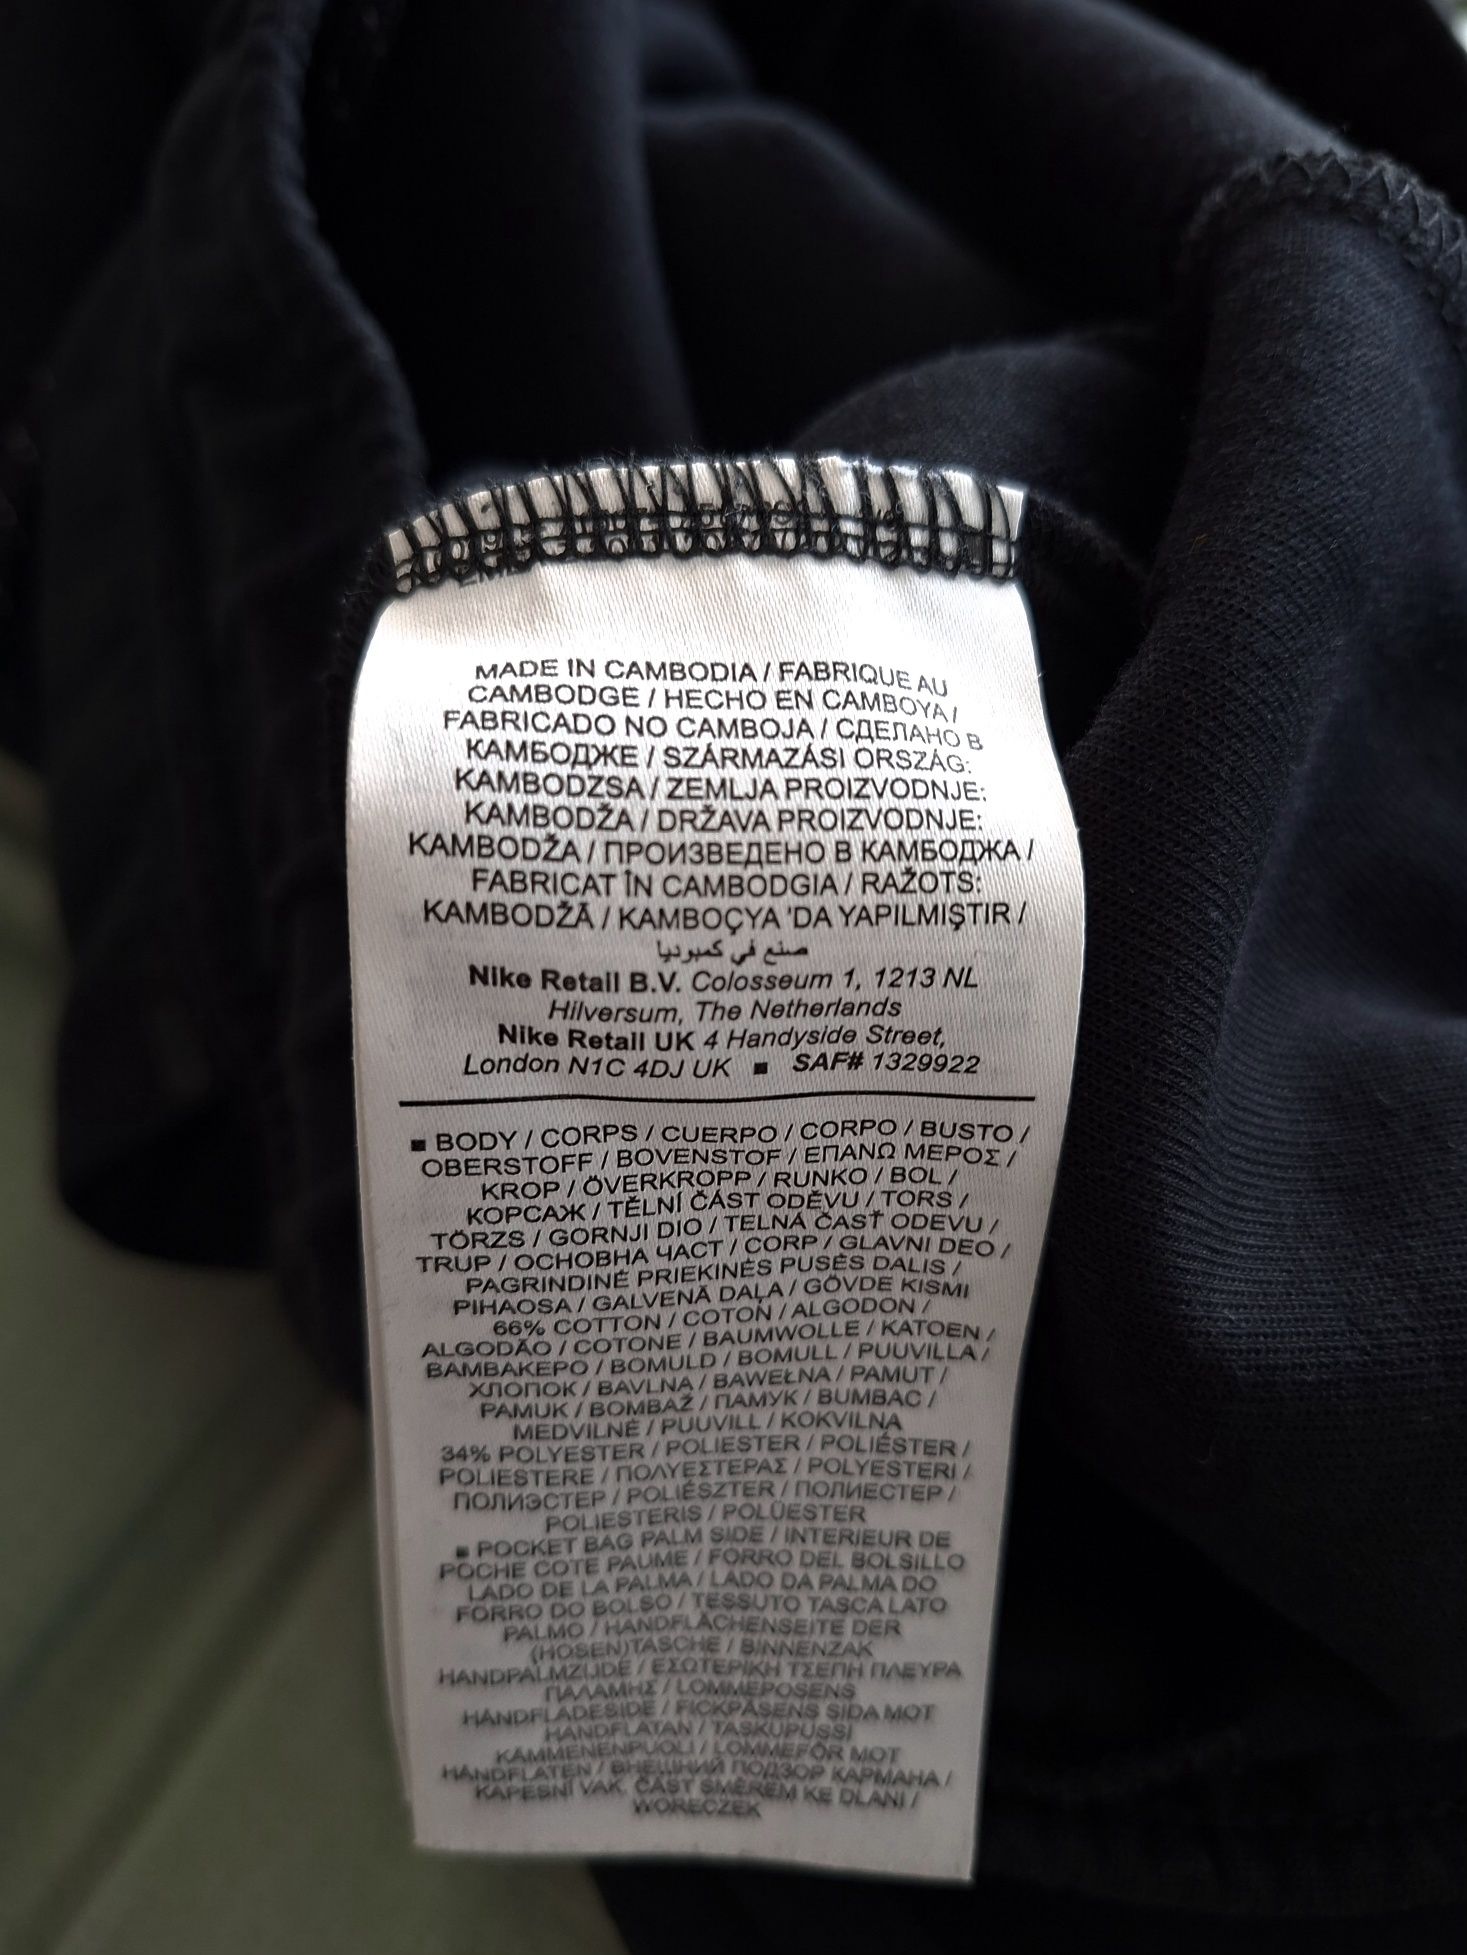 MADE IN CAMBODIA / FABRIQUE AU
CAMBODGE / HECHO EN CAMBOYA /
FABRICADO NO CAMBOJA / СДЕЛАНО В
КАМБОДЖЕ / SZÁRMAZÁSI ORSZÁG:
KAMBODZSA / ZEMLJA PROIZVODNJE:
KAMBODŽA / DRŽAVA PROIZVODNJE:
KAMBODŽA / ПРОИЗВЕДЕНО В КАМБОДЖА /
FABRICAT ÎN CAMBODGIA / RAŽOTS:
KAMBODŽĀ / KAMBOÇYA 'DA YAPILMIŞTIR /
صنع في كمبوديا
Nike Retail B.V. Colosseum 1, 1213 NL
Hilversum, The Netherlands
Nike Retail UK 4 Handyside Street,
London N1C 4DJ UK ■ SAF# 1329922
■ BODY / CORPS / CUERPO / CORPO / BUSTO /
OBERSTOFF / BOVENSTOF / ΕΠΑΝΩ ΜΕΡΟΣ /
KROP / ÖVERKROPP / RUNKO / BOL /
КОРСАЖ / TĚLNÍ ČÁST ODĚVU / TORS /
TÖRZS / GORNJI DIO / TELNÁ ČASŤ ODEVU /
TRUP / ОСНОВНА ЧАСТ / CORP / GLAVNI DEO /
PAGRINDINĖ PRIEKINĖS PUSĖS DALIS /
PIHAOSA / GALVENĀ DAĻA / GÖVDE KISMI
66% COTTON / COTON / ALGODON /
ALGODÃO / COTONE / BAUMWOLLE / KATOEN /
ΒΑΜΒΑΚΕΡΟ / BOMULD / BOMULL / PUUVILLA /
ХЛОПОК / BAVLNA / BAWEŁNA / PAMUT /
PAMUK / BOMBAŽ / ПАМУК / BUMBAC /
MEDVILNĖ / PUUVILL / KOKVILNA
34% POLYESTER / POLIESTER / POLIÉSTER /
POLIESTERE / ΠΟΛΥΕΣΤΕΡΑΣ / POLYESTERI /
ПОЛИЭСТЕР / POLIÉSZTER / ПОЛИЕСТЕР /
POLIESTERIS / POLÜESTER
■ POCKET BAG PALM SIDE / INTERIEUR DE
POCHE COTE PAUME / FORRO DEL BOLSILLO
LADO DE LA PALMA / LADO DA PALMA DO
FORRO DO BOLSO / TESSUTO TASCA LATO
PALMO / HANDFLÄCHENSEITE DER
(HOSEN)TASCHE / BINNENZAK
HANDPALMZIJDE / ΕΣΩΤΕΡΙΚΗ ΤΣΕΠΗ ΠΛΕΥΡΑ
ΠΑΛΑΜΗΣ / LOMMEPOSENS
HÅNDFLADESIDE / FICKPÅSENS SIDA MOT
HANDFLATAN / TASKUPUSSI
KÄMMENENPUOLI / LOMMEFÔR MOT
HÅNDFLATEN / ВНЕШНИЙ ПОДЗОР КАРМАНА /
KAPESNÍ VAK, ČÁST SMĚREM KE DLANI /
WORECZEK